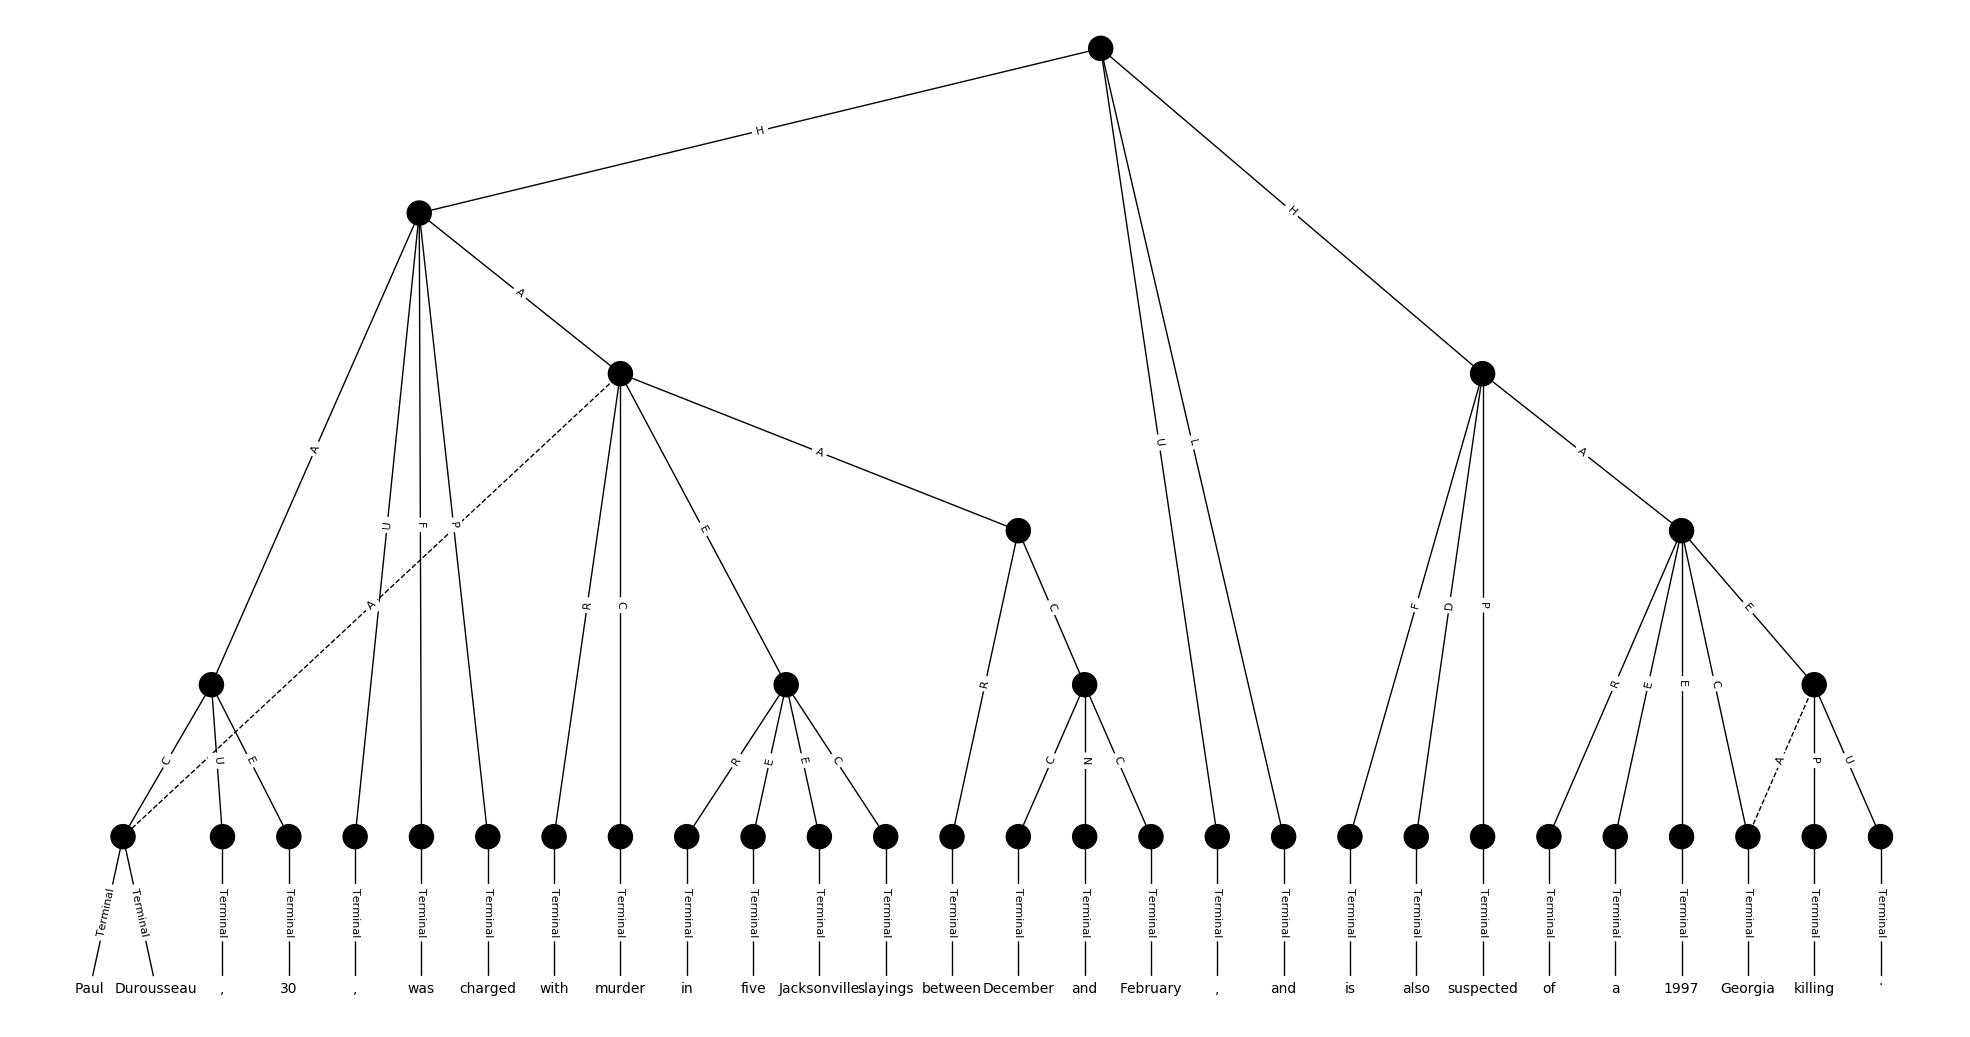 H
H
A
A
A
U
L
A
A
U
F
P
E
A
R
C
C
F
D
P
E
R
R
E
E
C
C
U
E
R
E
E
C
C
N
C
A
P
U
Terminal Terminal Terminal Terminal Terminal Terminal Terminal Terminal Terminal Terminal Terminal Terminal Terminal Terminal Terminal Terminal Terminal Terminal Terminal Terminal Terminal Terminal Terminal Terminal Terminal Terminal Terminal Terminal
Paul Durousseau , 30 , was charged with murder in five Jacksonville slayings between December and February , and is also suspected of a 1997 Georgia killing .